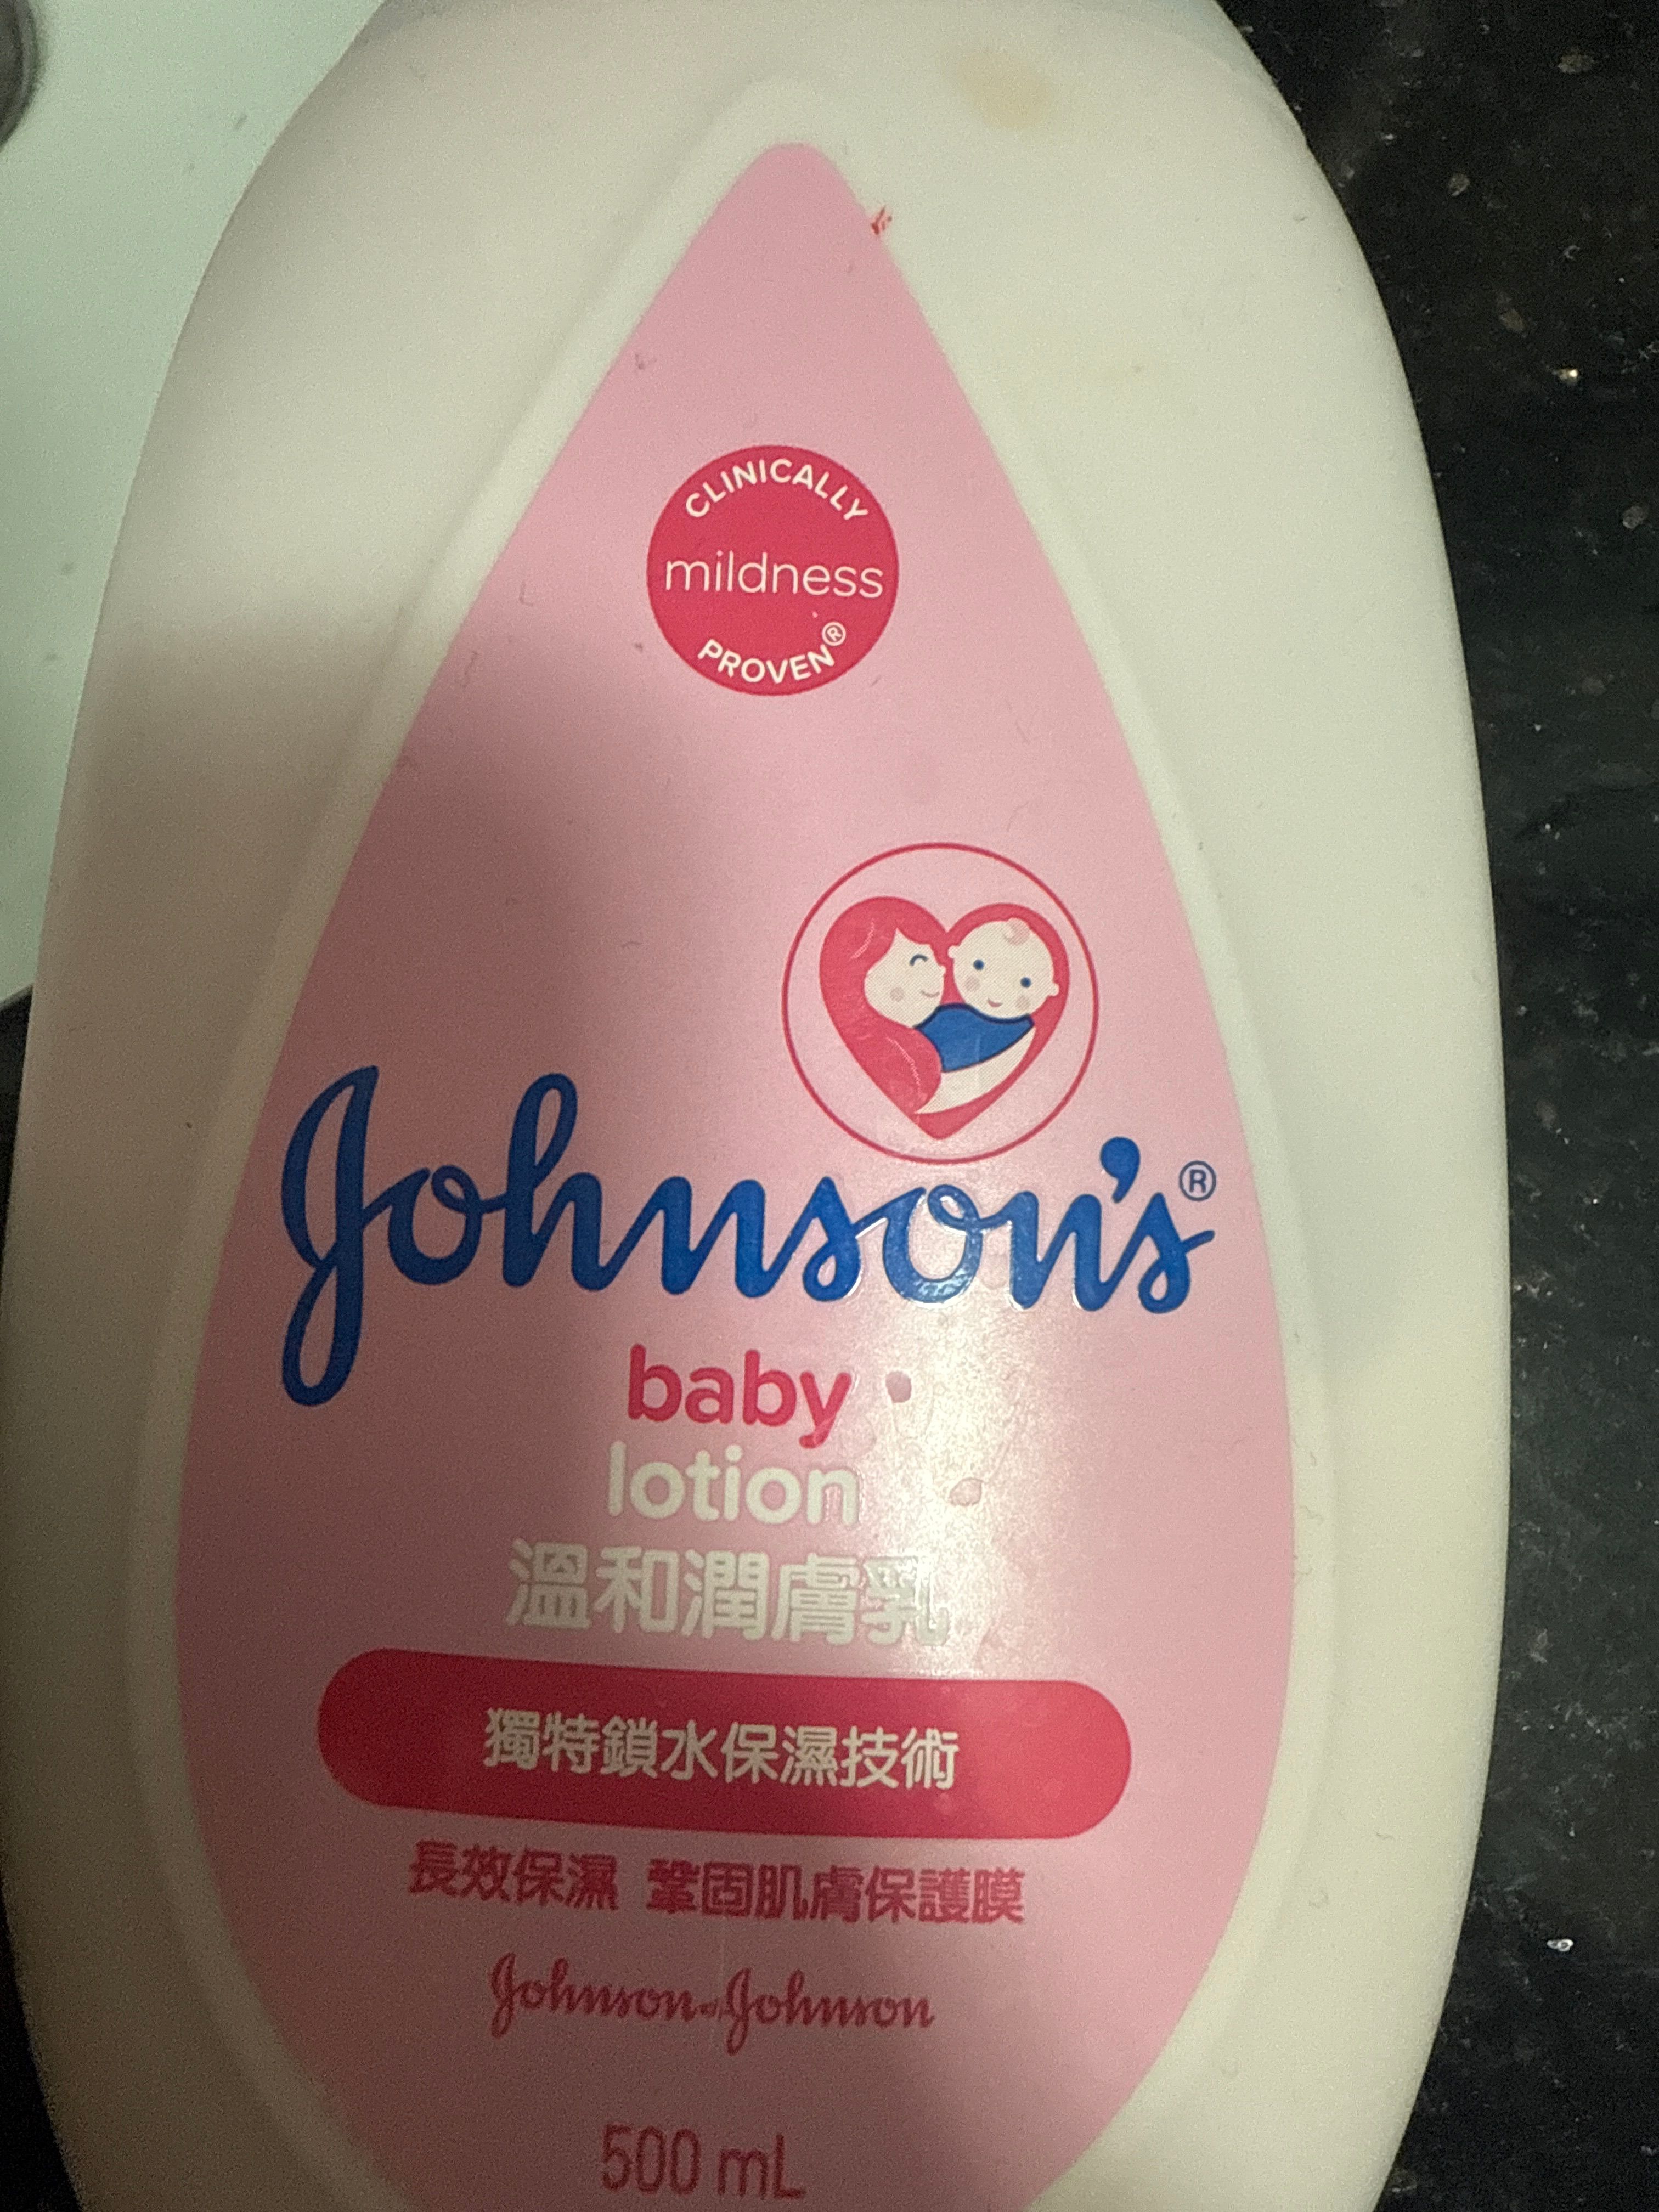 CLINICALLY
mildness
PROVEN®
Johnson's®
baby
lotion
溫和潤膚乳
獨特鎖水保濕技術
長效保濕 鞏固肌膚保護膜
Johnson & Johnson
500 mL